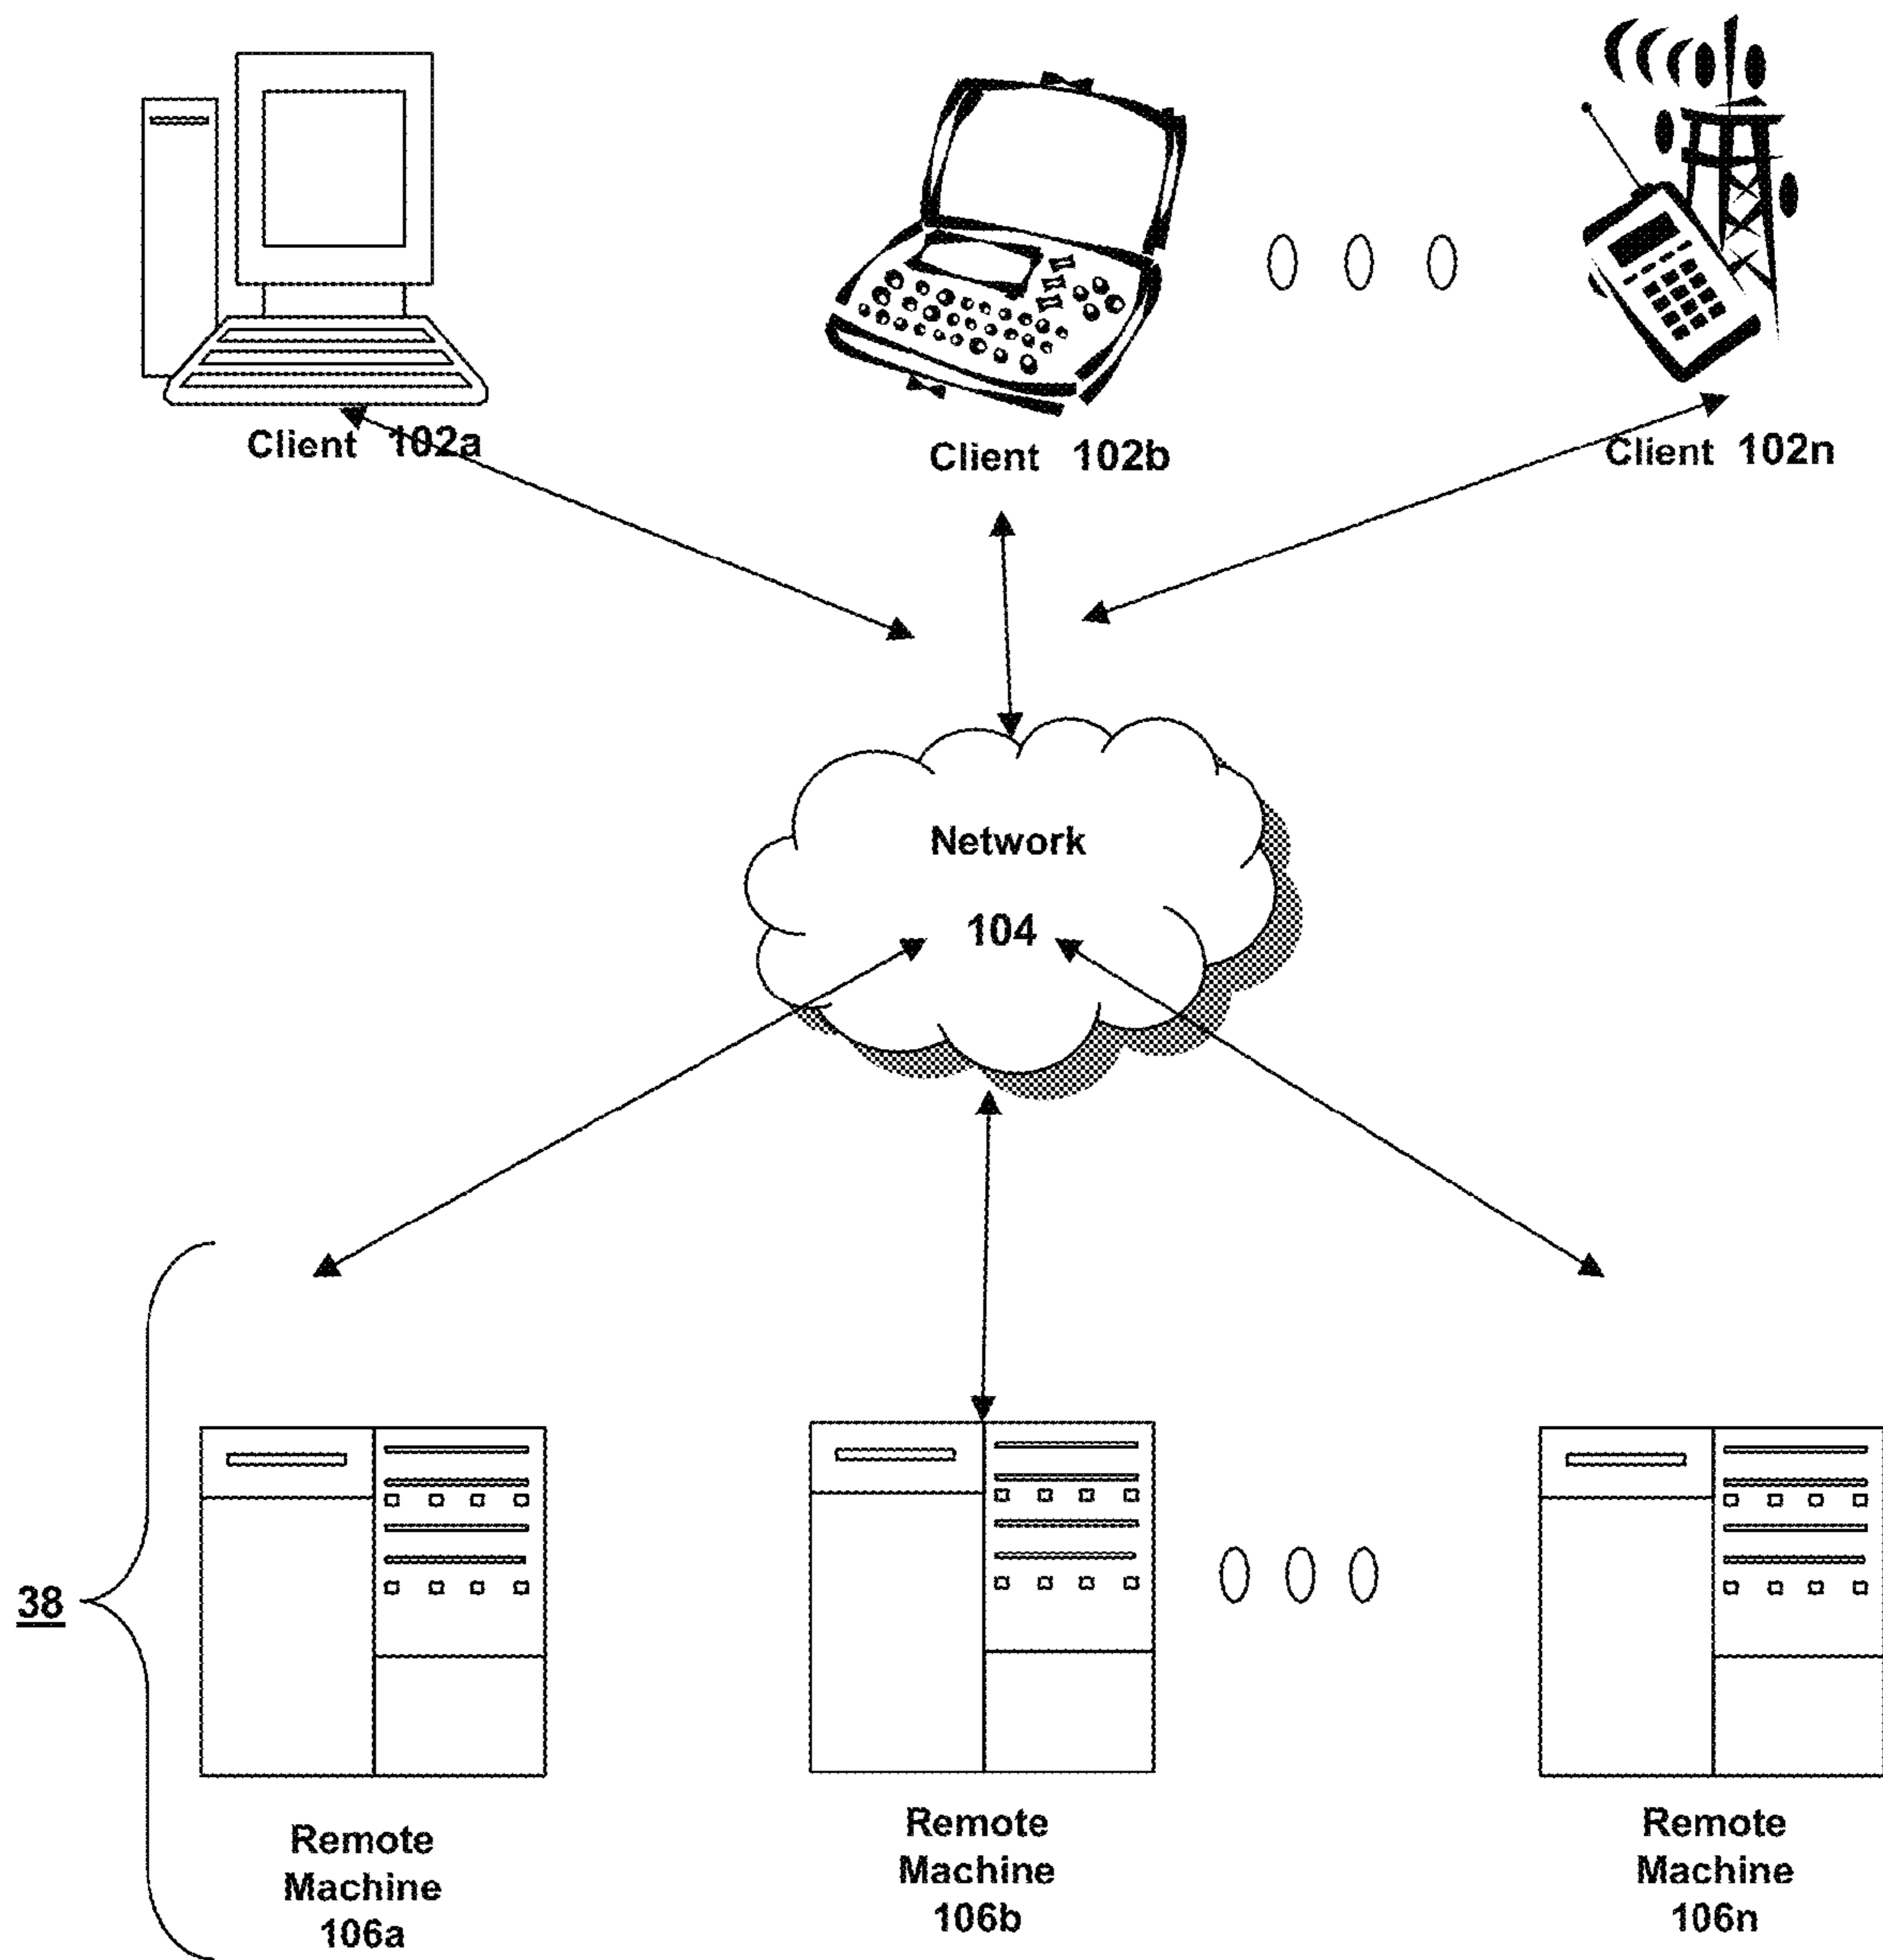 Client 102a
Client 102b
Client 102n
Network
104
38
Remote
Machine
106a
Remote
Machine
106b
Remote
Machine
106n